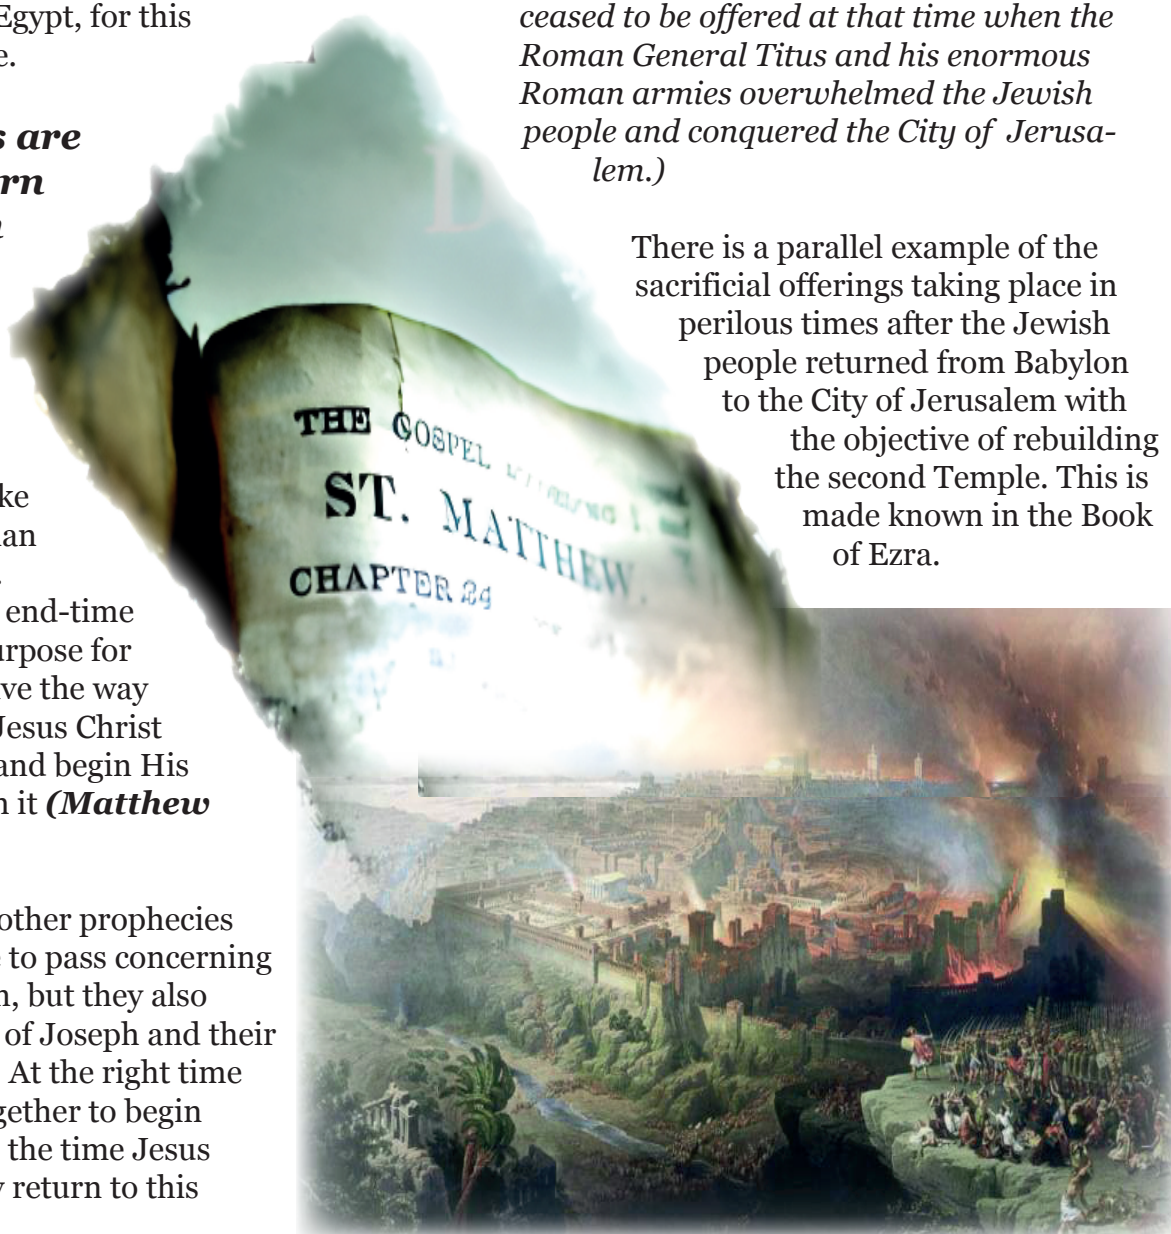 Egypt, for this
e.
s are
rn
ke
an
end-time
urpose for
ve the way
Jesus Christ
and begin His
n it (Matthew
other prophecies
e to pass concerning
n, but they also
of Joseph and their
At the right time
gether to begin
the time Jesus
y return to this
THE GOSPEL
ST. MATTHEW.
CHAPTER 24
ceased to be offered at that time when the
Roman General Titus and his enormous
Roman armies overwhelmed the Jewish
people and conquered the City of Jerusa-
lem.)
There is a parallel example of the
sacrificial offerings taking place in
perilous times after the Jewish
people returned from Babylon
to the City of Jerusalem with
the objective of rebuilding
the second Temple. This is
made known in the Book
of Ezra.